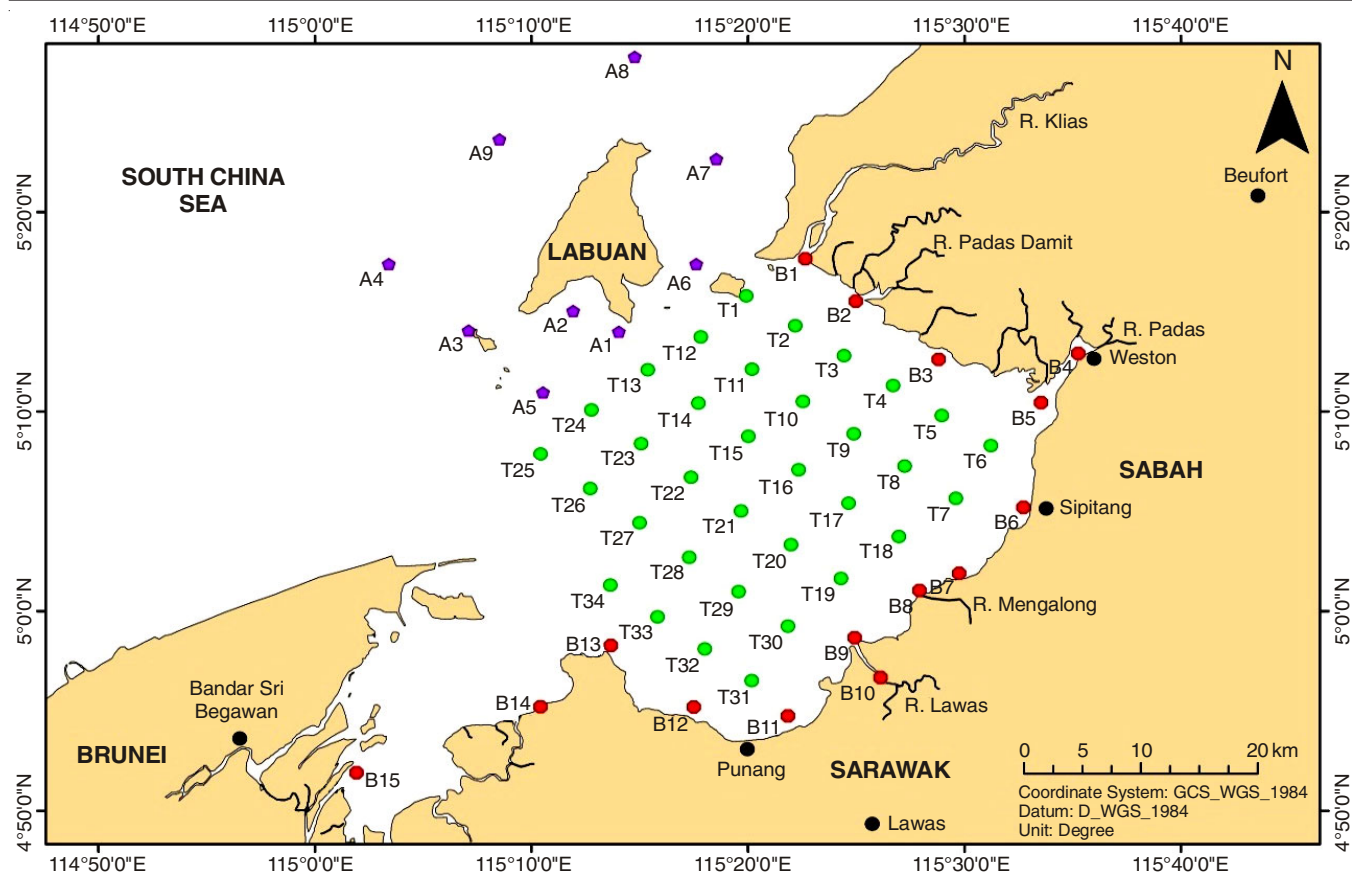 114°50'0"E 115°0'0"E 115°10'0"E 115°20'0"E 115°30'0"E 115°40'0"E
A8
N
R. Klias
A9
A7
SOUTH CHINA
SEA
Beufort
5°20'0"N
5°20'0"N
LABUAN
R. Padas Damit
B1
A4
A6
T1
B2
A2
A3
A1
T12
T2
R. Padas
Weston
B4
T13
T11
T3
B3
A5
T24
T14
T10
T4
B5
5°10'0"N
5°10'0"N
T25
T23
T15
T9
T5
T6
SABAH
T26
T22
T16
T8
T7
B6
Sipitang
T27
T21
T17
T18
T28
T20
T19
B7
B8
R. Mengalong
T34
T29
5°0'0"N
5°0'0"N
B13
T33
T30
B9
T32
T31
B10
R. Lawas
B14
B12
B11
Bandar Sri
Begawan
BRUNEI
B15
Punang
SARAWAK
Lawas
0 5 10 20 km
Coordinate System: GCS_WGS_1984
Datum: D_WGS_1984
Unit: Degree
4°50'0"N
4°50'0"N
114°50'0"E 115°0'0"E 115°10'0"E 115°20'0"E 115°30'0"E 115°40'0"E